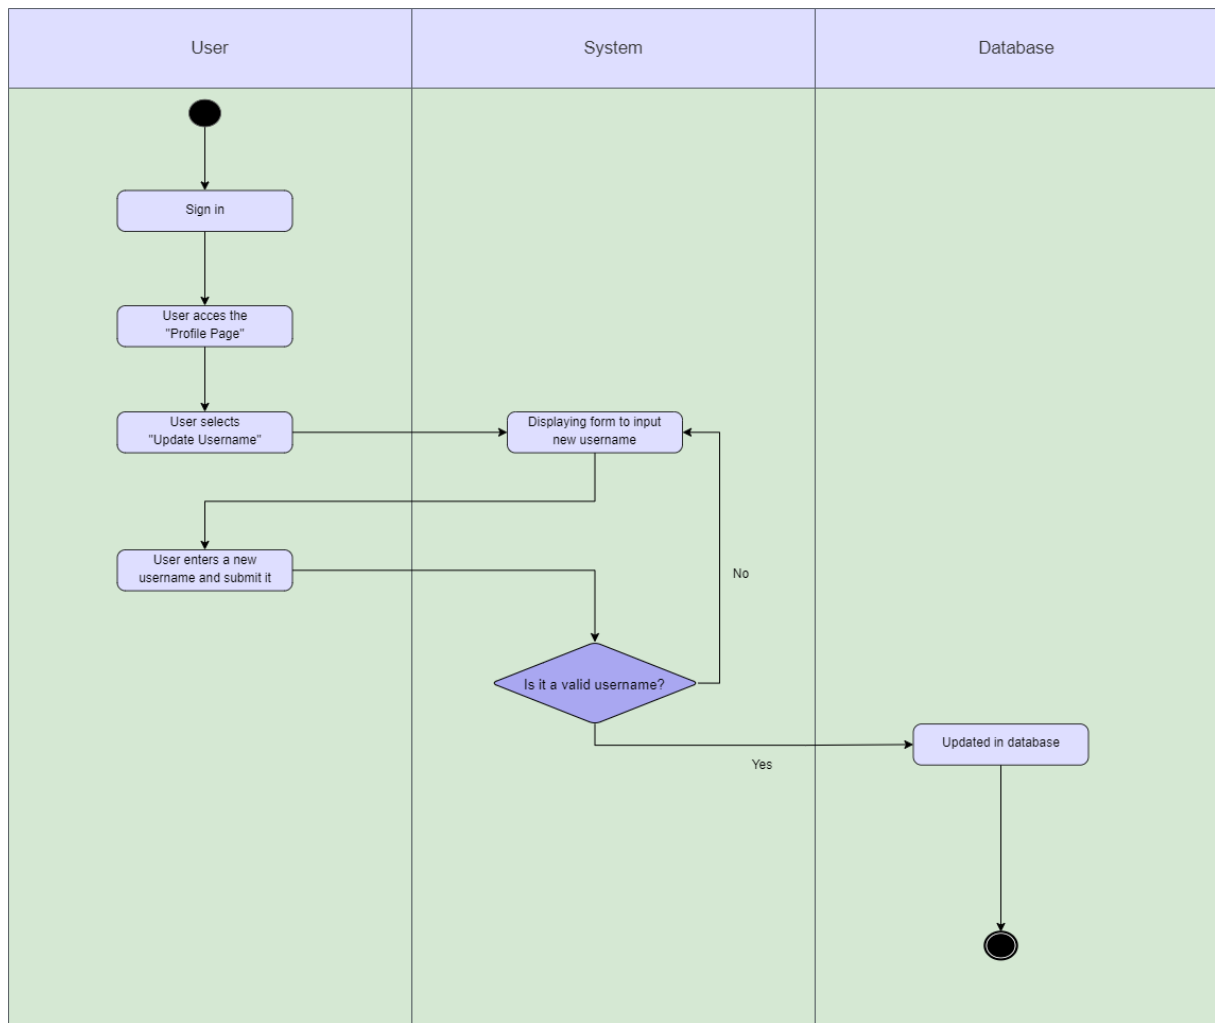 User
System
Database
Sign in
User acces the
"Profile Page"
User selects
"Update Username"
Displaying form to input
new username
User enters a new
username and submit it
No
Is it a valid username?
Updated in database
Yes